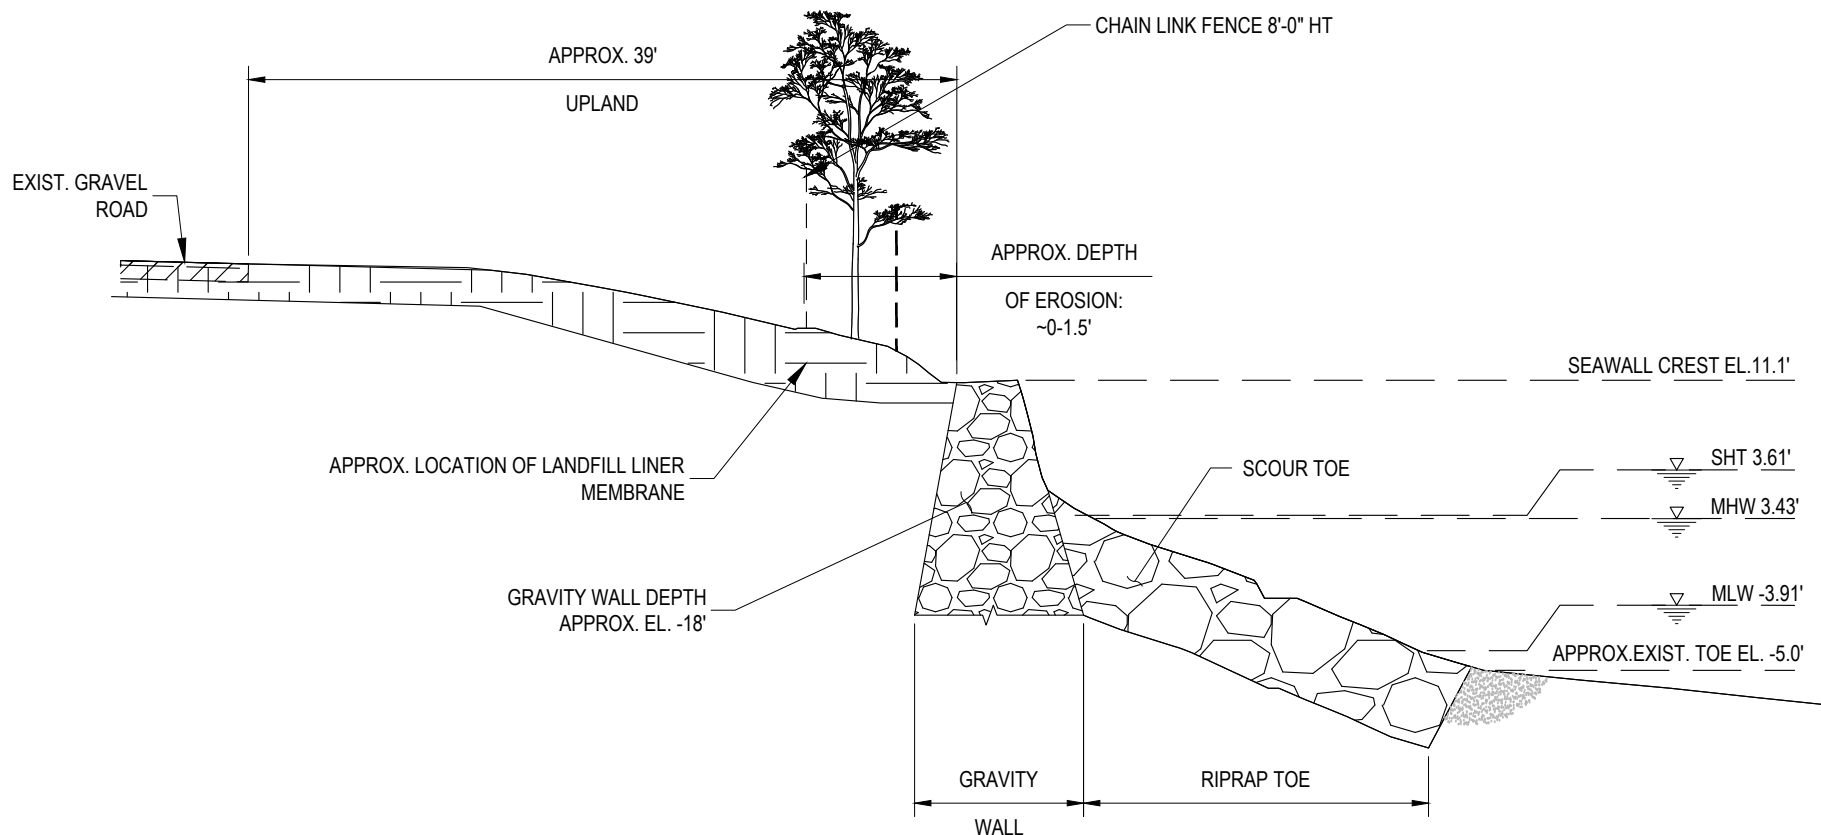 CHAIN LINK FENCE 8'-0" HT
APPROX. 39'
UPLAND
EXIST. GRAVEL
ROAD
APPROX. DEPTH
OF EROSION:
~0-1.5'
SEAWALL CREST EL.11.1'
APPROX. LOCATION OF LANDFILL LINER
MEMBRANE
SCOUR TOE
SHT 3.61'
MHW 3.43'
GRAVITY WALL DEPTH
APPROX. EL. -18'
MLW -3.91'
APPROX.EXIST. TOE EL. -5.0'
GRAVITY
WALL
RIPRAP TOE